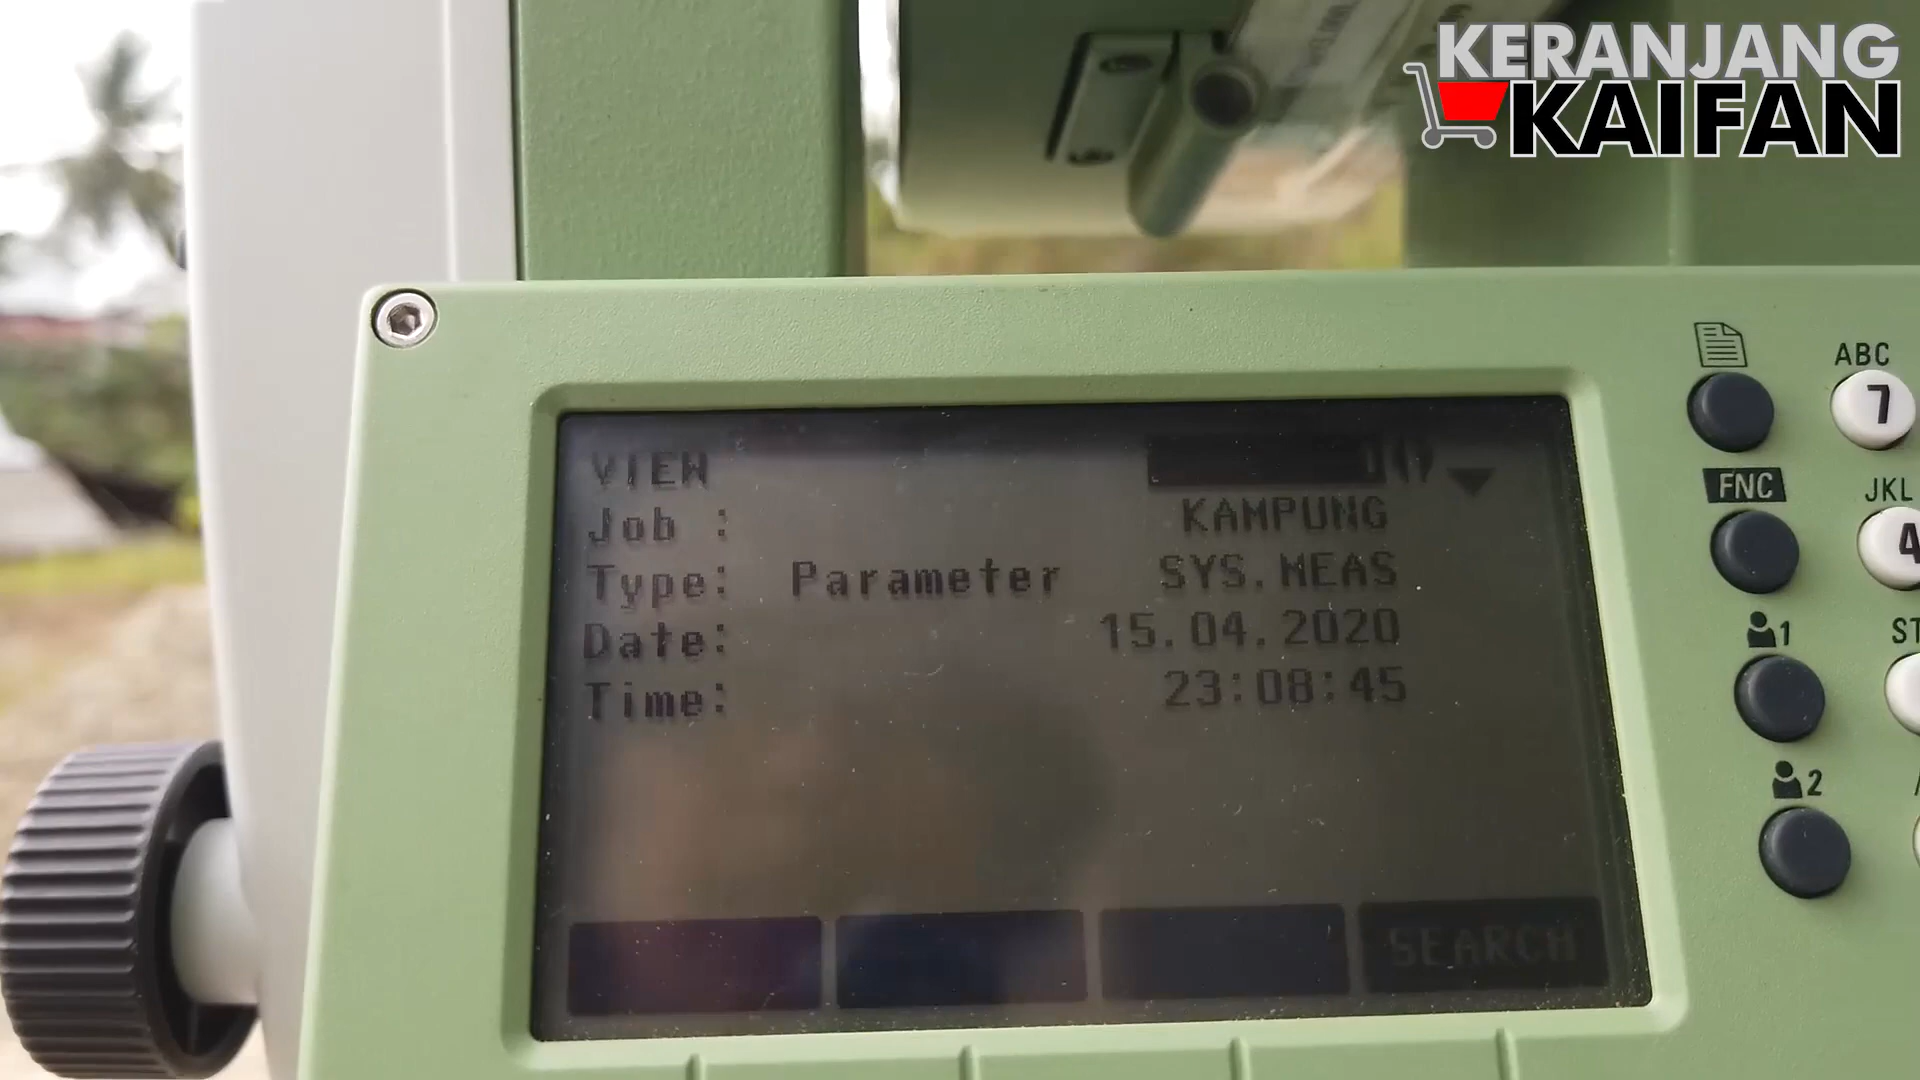 KERANJANG
KAIFAN
VIEW
Job : KAMPUNG
Type: Parameter SYS.MEAS
Date: 15.04.2020
Time: 23:08:45
SEARCH
ABC
7
FNC
JKL
4
1
ST
2